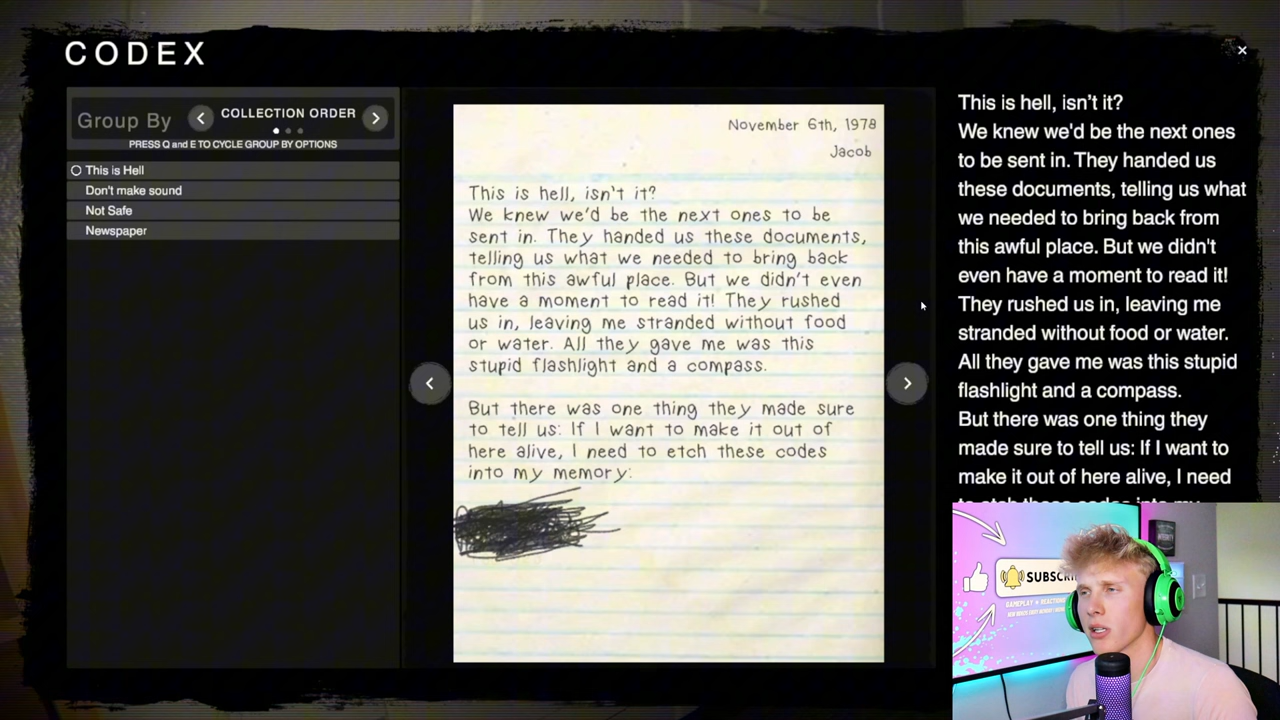 CODEX
Group By
COLLECTION ORDER
PRESS Q and E TO CYCLE GROUP BY OPTIONS
This is Hell
Don't make sound
Not Safe
Newspaper
November 6th, 1978
Jacob
This is hell, isn't it?
We knew we'd be the next ones to be
sent in. They handed us these documents,
telling us what we needed to bring back
from this awful place. But we didn't even
have a moment to read it! They rushed
us in, leaving me stranded without food
or water. All they gave me was this
stupid flashlight and a compass.
But there was one thing they made sure
to tell us: If I want to make it out of
here alive, I need to etch these codes
into my memory:
This is hell, isn't it?
We knew we'd be the next ones
to be sent in. They handed us
these documents, telling us what
we needed to bring back from
this awful place. But we didn't
even have a moment to read it!
They rushed us in, leaving me
stranded without food or water.
All they gave me was this stupid
flashlight and a compass.
But there was one thing they
made sure to tell us: If I want to
make it out of here alive, I need
to etch these codes into my